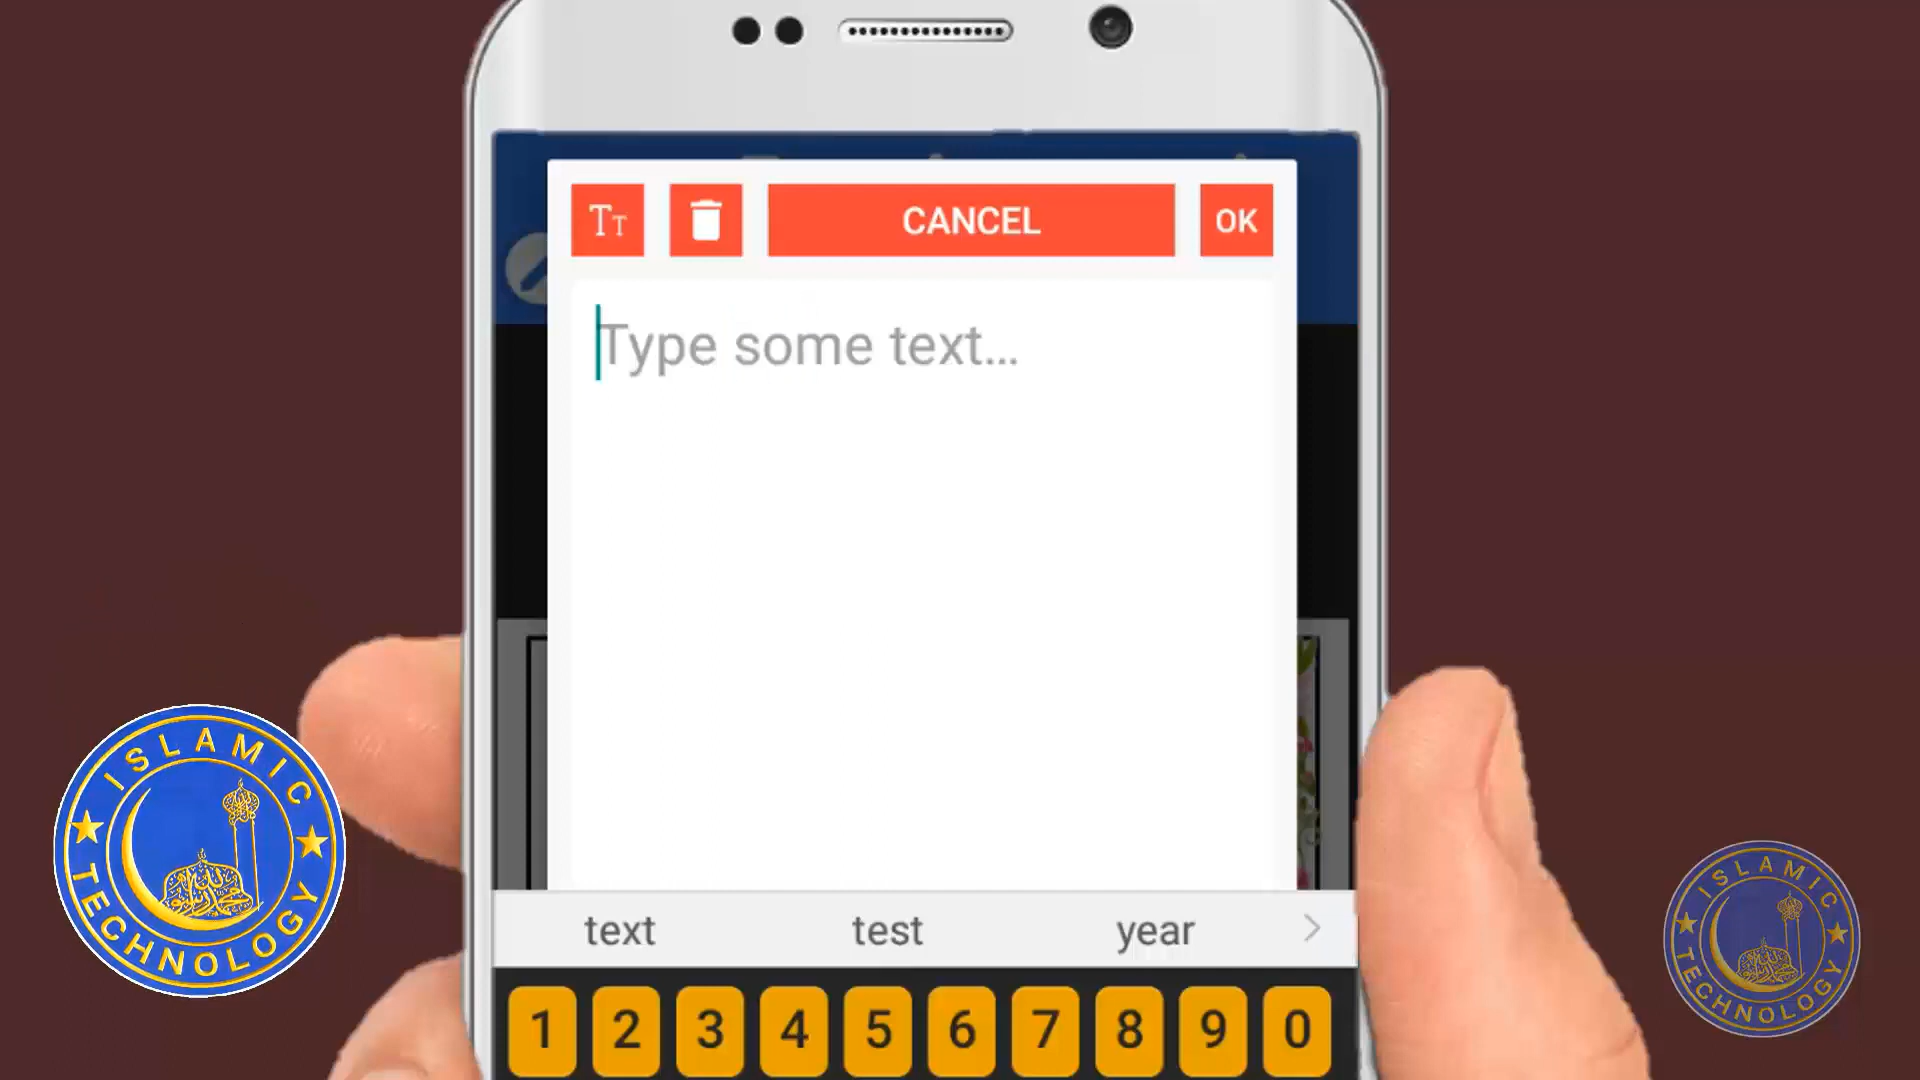 TT
CANCEL
OK
Type some text...
text
test
year
1 2 3 4 5 6 7 8 9 0
ISLAMIC
TECHNOLOGY
ISLAMIC
TECHNOLOGY